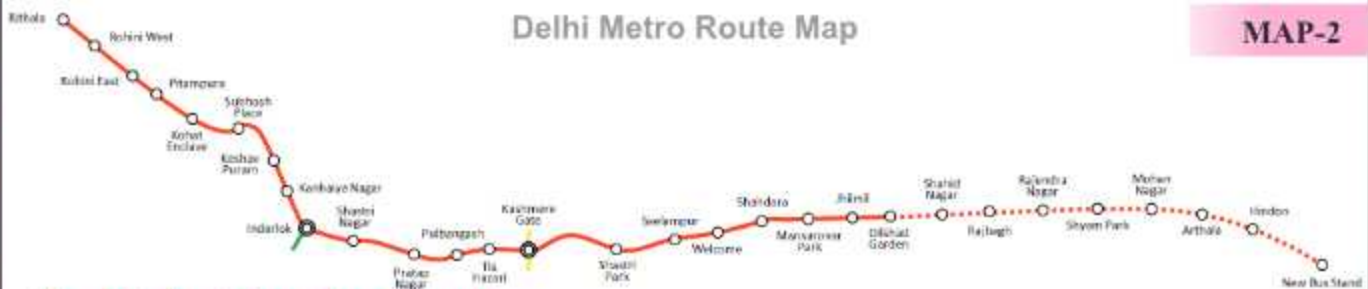 Delhi Metro Route Map
MAP-2
Rithala
Rohini West
Rohini East
Pitampura
Kohat
Enclave
Subhash
Place
Keshav
Puram
Kanhaiya Nagar
Inderlok
Shastri
Nagar
Pratap
Nagar
Pulbangash
Tis
Hazari
Kashmere
Gate
Shastri
Park
Seelampur
Welcome
Shahdara
Mansarovar
Park
Jhilmil
Dilshad
Garden
Shahid
Nagar
Rajbagh
Rajendra
Nagar
Shyam Park
Mohan
Nagar
Arthala
Hindon
New Bus Stand